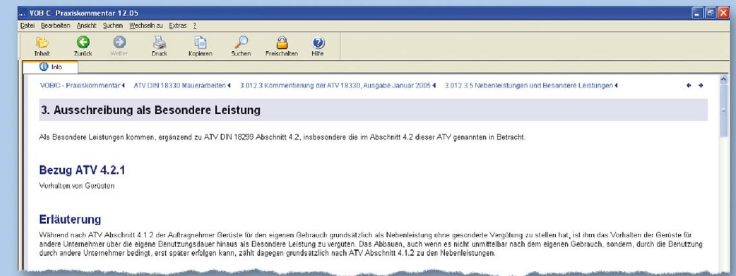 VOB C Praxiskommentar 12.05
Datei Bearbeiten Ansicht Suchen Wechseln zu Extras ?
Inhalt Zurück Weiter Druck Kopieren Suchen Freischalten Hilfe
Info
VOB/C - Praxiskommentar ATV DIN 18330 Mauerarbeiten 3.012.3 Kommentierung der ATV 18330, Ausgabe Januar 2005 3.012.3.5 Nebenleistungen und Besondere Leistungen
3. Ausschreibung als Besondere Leistung
Als Besondere Leistungen kommen, ergänzend zu ATV DIN 18299 Abschnitt 4.2, insbesondere die im Abschnitt 4.2 dieser ATV genannten in Betracht.
Bezug ATV 4.2.1
Vorhalten von Gerüsten
Erläuterung
Während nach ATV Abschnitt 4.1.2 der Auftragnehmer Gerüste für den eigenen Gebrauch grundsätzlich als Nebenleistung ohne gesonderte Vergütung zu stellen hat, ist ihm das Vorhalten der Gerüste für
andere Unternehmer über die eigene Benutzungsdauer hinaus als Besondere Leistung zu vergüten. Das Abbauen, auch wenn es nicht unmittelbar nach dem eigenen Gebrauch, sondern, durch die Benutzung
durch andere Unternehmer bedingt, erst später erfolgen kann, zählt dagegen grundsätzlich nach ATV Abschnitt 4.1.2 zu den Nebenleistungen.